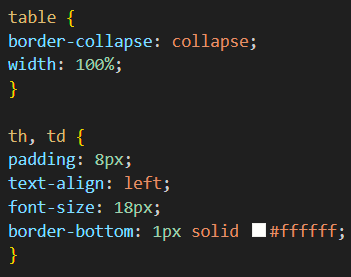 table {
border-collapse: collapse;
width: 100%;
}
th, td {
padding: 8px;
text-align: left;
font-size: 18px;
border-bottom: 1px solid #ffffff;
}